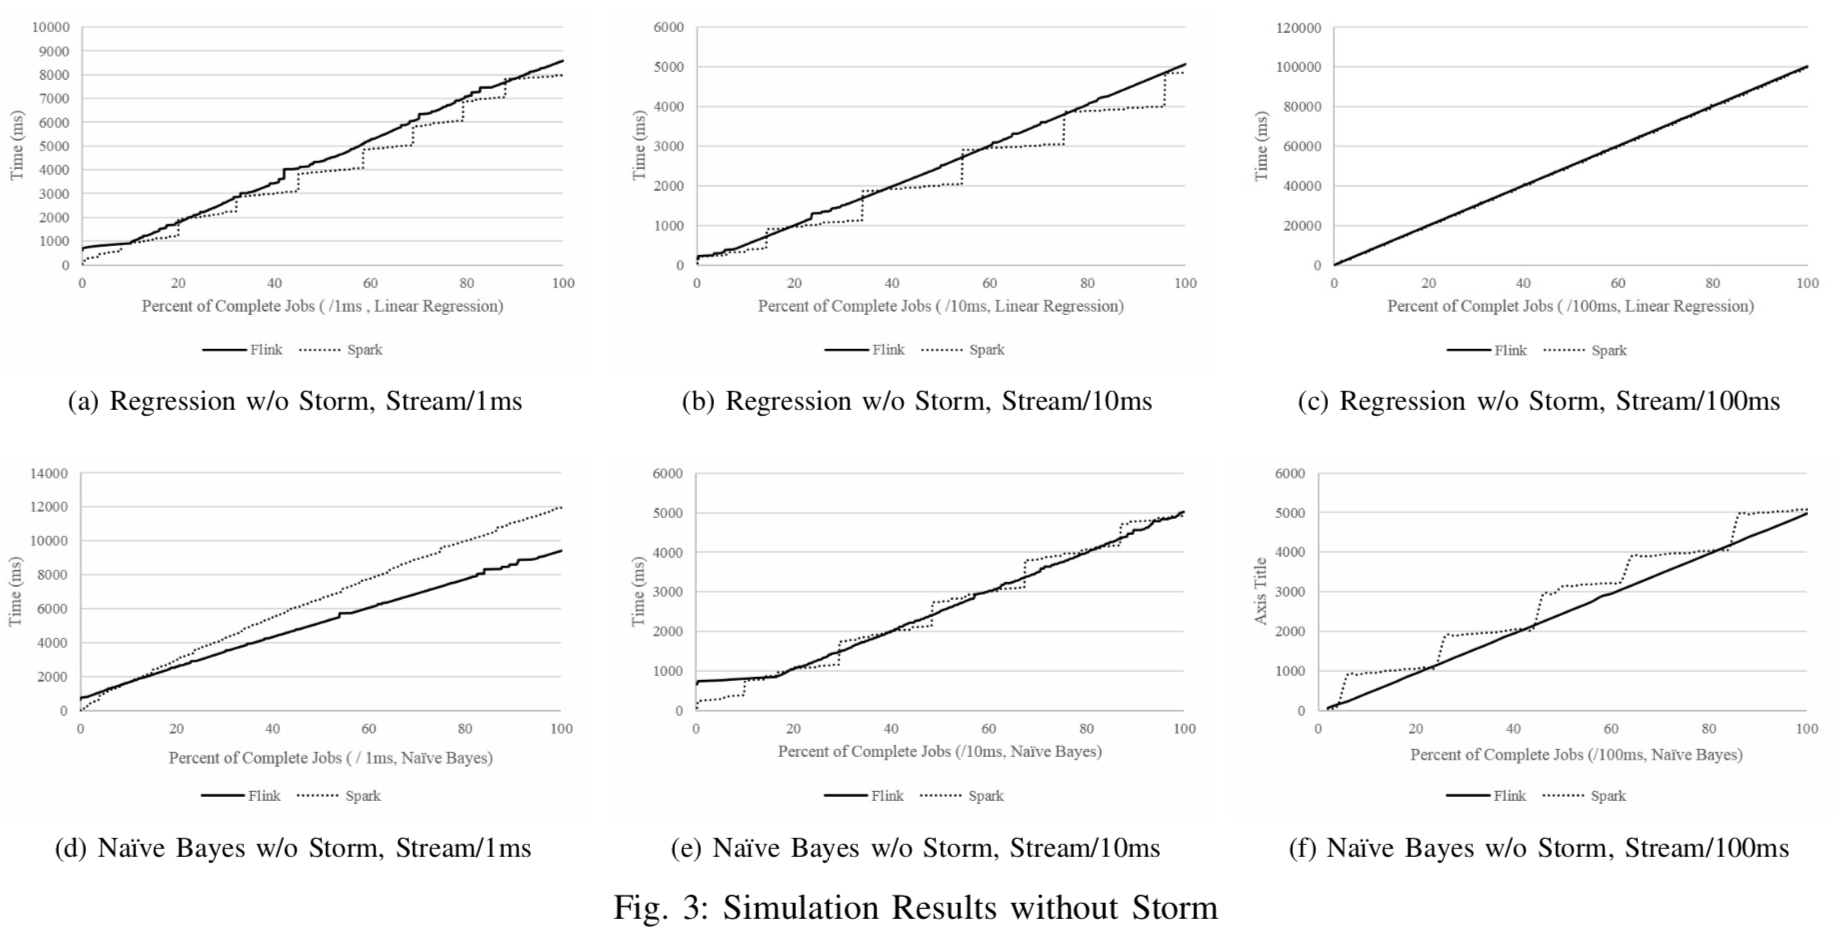 10000
9000
8000
7000
6000
5000
4000
3000
2000
1000
0
Time (ms)
0 20 40 60 80 100
Percent of Complete Jobs ( /1ms , Linear Regression)
Flink Spark
(a) Regression w/o Storm, Stream/1ms
6000
5000
4000
3000
2000
1000
0
Time (ms)
0 20 40 60 80 100
Percent of Complete Jobs ( /10ms, Linear Regression)
Flink Spark
(b) Regression w/o Storm, Stream/10ms
120000
100000
80000
60000
40000
20000
0
Time (ms)
0 20 40 60 80 100
Percent of Complet Jobs ( /100ms, Linear Regression)
Flink Spark
(c) Regression w/o Storm, Stream/100ms
14000
12000
10000
8000
6000
4000
2000
0
Time (ms)
0 20 40 60 80 100
Percent of Complete Jobs ( / 1ms, Naïve Bayes)
Flink Spark
(d) Naïve Bayes w/o Storm, Stream/1ms
6000
5000
4000
3000
2000
1000
0
Time (ms)
0 20 40 60 80 100
Percent of Complete Jobs (/10ms, Naïve Bayes)
Flink Spark
(e) Naïve Bayes w/o Storm, Stream/10ms
6000
5000
4000
3000
2000
1000
0
Axis Title
0 20 40 60 80 100
Percent of Complete Jobs (/100ms, Naïve Bayes)
Flink Spark
(f) Naïve Bayes w/o Storm, Stream/100ms
Fig. 3: Simulation Results without Storm